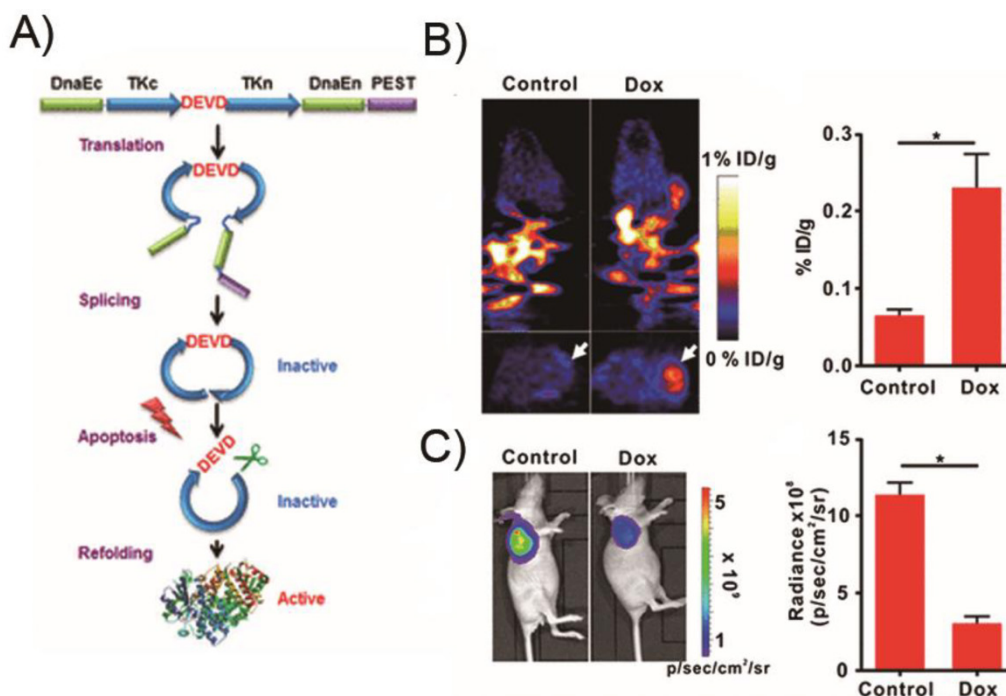 A)
DnaEc TKc DEVD TKn DnaEn PEST
Translation
DEVD
Splicing
DEVD
Inactive
Apoptosis
DEVD
Inactive
Refolding
Active
B)
Control Dox
1% ID/g
0 % ID/g
% ID/g
0.3
0.2
0.1
0.0
*
Control Dox
C)
Control Dox
5
x 10⁹
1
p/sec/cm²/sr
Radiance x10⁸
(p/sec/cm²/sr)
15
10
5
0
*
Control Dox